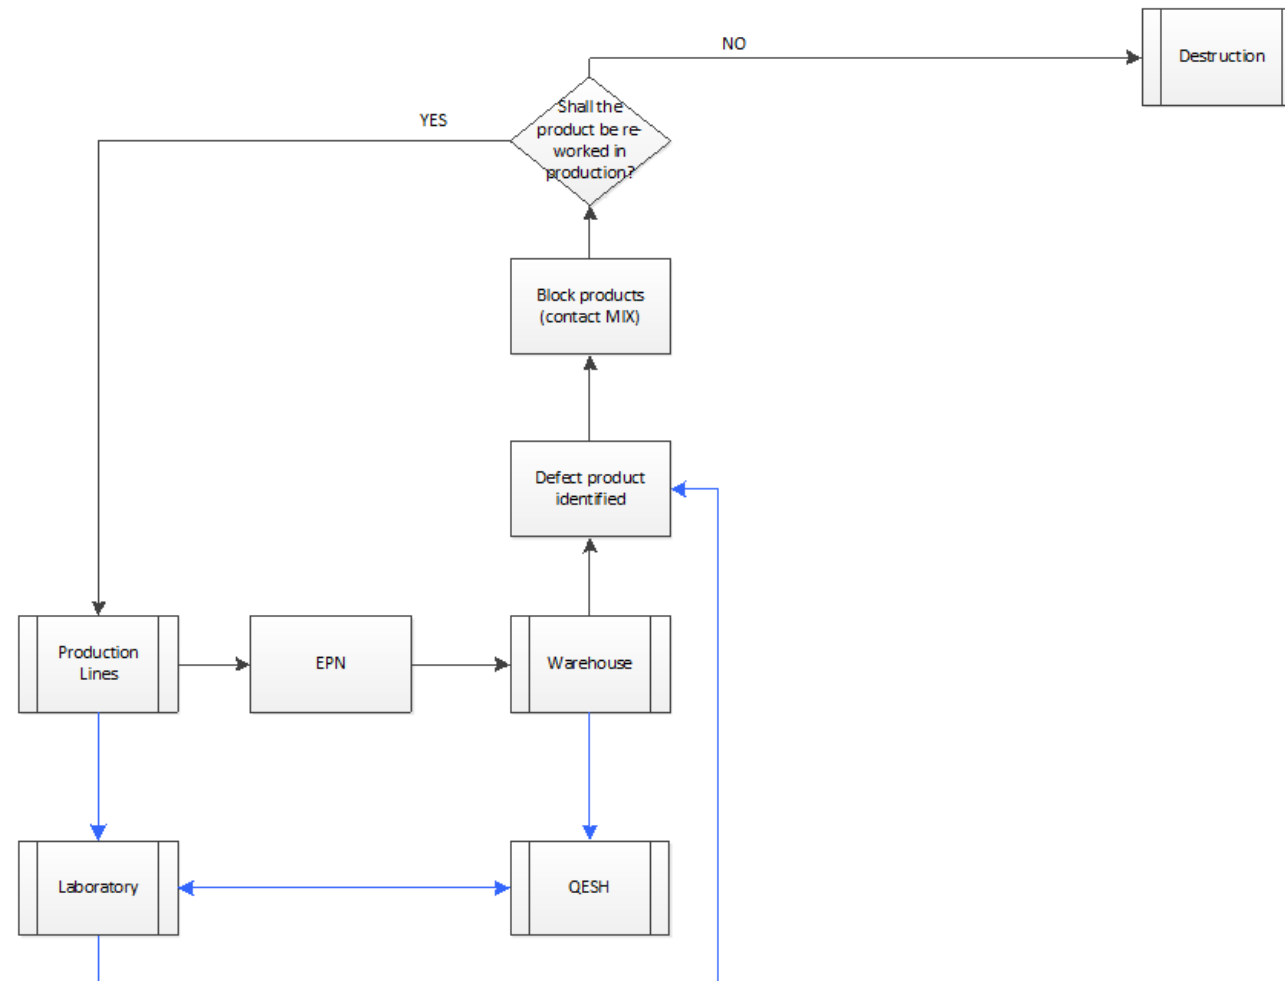 NO
Destruction
YES
Shall the
product be re-
worked in
production?
Block products
(contact MIX)
Defect product
identified
Production
Lines
EPN
Warehouse
Laboratory
QESH